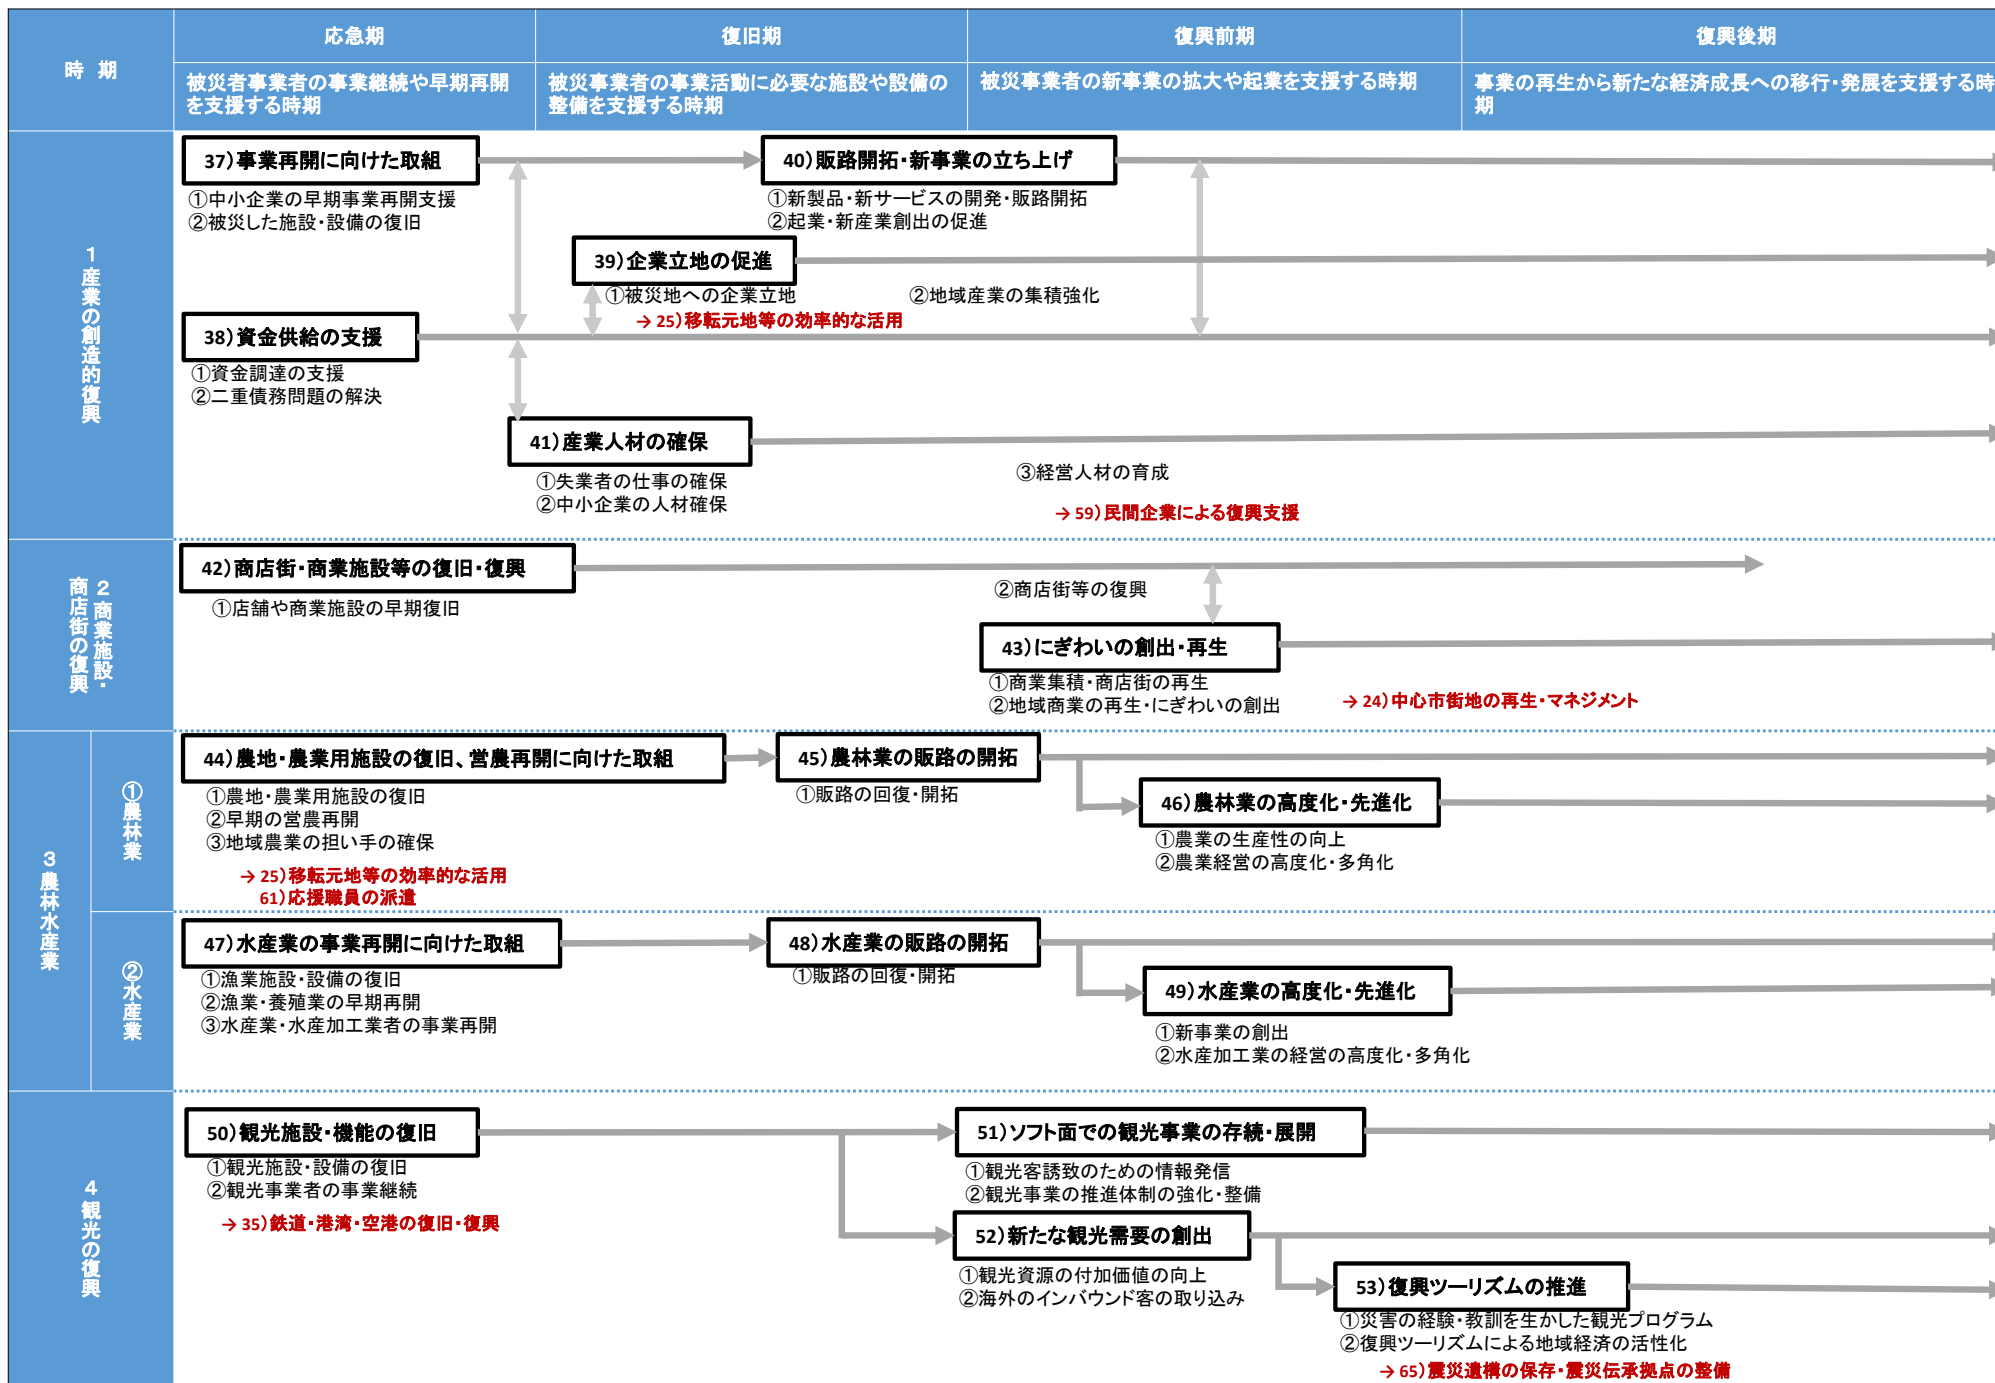 時 期
応急期
復旧期
復興前期
復興後期
被災者事業者の事業継続や早期再開
を支援する時期
被災事業者の事業活動に必要な施設や設備の
整備を支援する時期
被災事業者の新事業の拡大や起業を支援する時期
事業の再生から新たな経済成長への移行・発展を支援する時
期
1 産業の創造的復興
37)事業再開に向けた取組
①中小企業の早期事業再開支援
②被災した施設・設備の復旧
40)販路開拓・新事業の立ち上げ
①新製品・新サービスの開発・販路開拓
②起業・新産業創出の促進
39)企業立地の促進
①被災地への企業立地
②地域産業の集積強化
→25)移転元地等の効率的な活用
38)資金供給の支援
①資金調達の支援
②二重債務問題の解決
41)産業人材の確保
①失業者の仕事の確保
②中小企業の人材確保
③経営人材の育成
→59)民間企業による復興支援
2 商業施設・
商店街の復興
42)商店街・商業施設等の復旧・復興
①店舗や商業施設の早期復旧
②商店街等の復興
43)にぎわいの創出・再生
①商業集積・商店街の再生
②地域商業の再生・にぎわいの創出
→24)中心市街地の再生・マネジメント
3 農林水産業
①農林業
44)農地・農業用施設の復旧、営農再開に向けた取組
①農地・農業用施設の復旧
②早期の営農再開
③地域農業の担い手の確保
→25)移転元地等の効率的な活用
61)応援職員の派遣
45)農林業の販路の開拓
①販路の回復・開拓
46)農林業の高度化・先進化
①農業の生産性の向上
②農業経営の高度化・多角化
②水産業
47)水産業の事業再開に向けた取組
①漁業施設・設備の復旧
②漁業・養殖業の早期再開
③水産業・水産加工業者の事業再開
48)水産業の販路の開拓
①販路の回復・開拓
49)水産業の高度化・先進化
①新事業の創出
②水産加工業の経営の高度化・多角化
4 観光の復興
50)観光施設・機能の復旧
①観光施設・設備の復旧
②観光事業者の事業継続
→35)鉄道・港湾・空港の復旧・復興
51)ソフト面での観光事業の存続・展開
①観光客誘致のための情報発信
②観光事業の推進体制の強化・整備
52)新たな観光需要の創出
①観光資源の付加価値の向上
②海外のインバウンド客の取り込み
53)復興ツーリズムの推進
①災害の経験・教訓を生かした観光プログラム
②復興ツーリズムによる地域経済の活性化
→65)震災遺構の保存・震災伝承拠点の整備